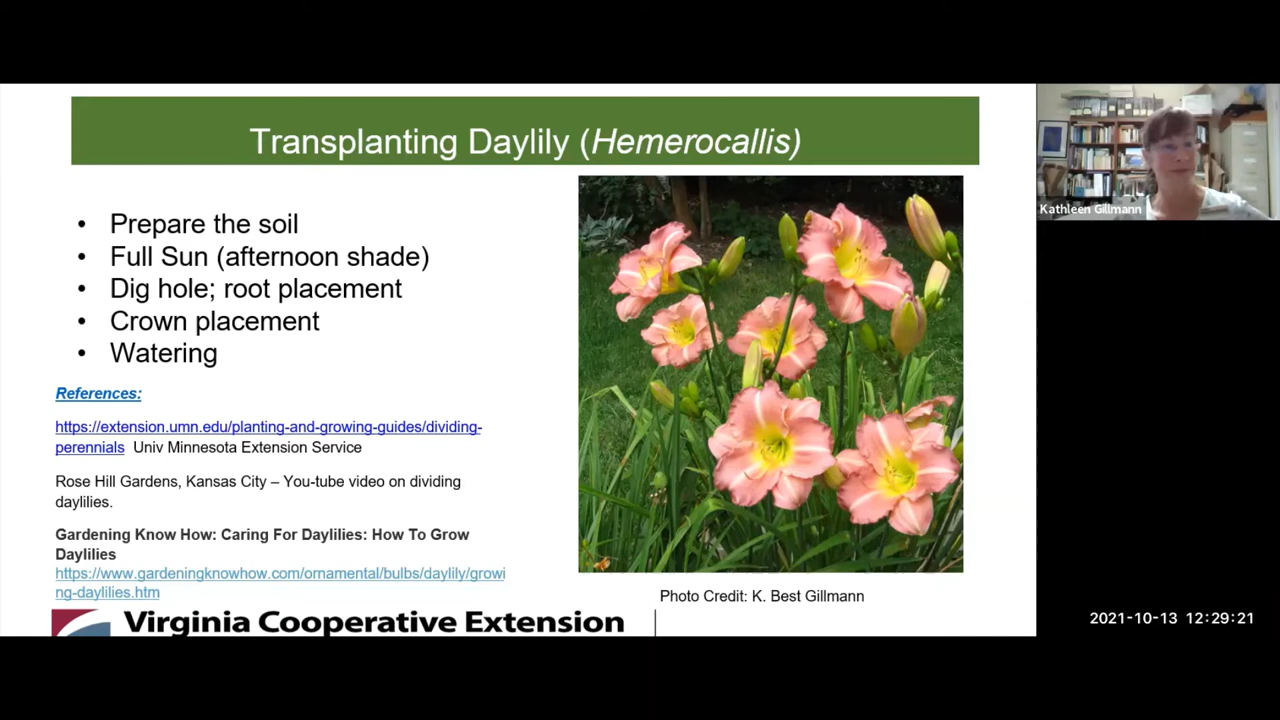 Transplanting Daylily (Hemerocallis)
• Prepare the soil
• Full Sun (afternoon shade)
• Dig hole; root placement
• Crown placement
• Watering
References:
https://extension.umn.edu/planting-and-growing-guides/dividing-
perennials Univ Minnesota Extension Service
Rose Hill Gardens, Kansas City – You-tube video on dividing
daylilies.
Gardening Know How: Caring For Daylilies: How To Grow
Daylilies
https://www.gardeningknowhow.com/ornamental/bulbs/daylily/growi
ng-daylilies.htm
Virginia Cooperative Extension
Photo Credit: K. Best Gillmann
Kathleen Gillmann
2021-10-13 12:29:21